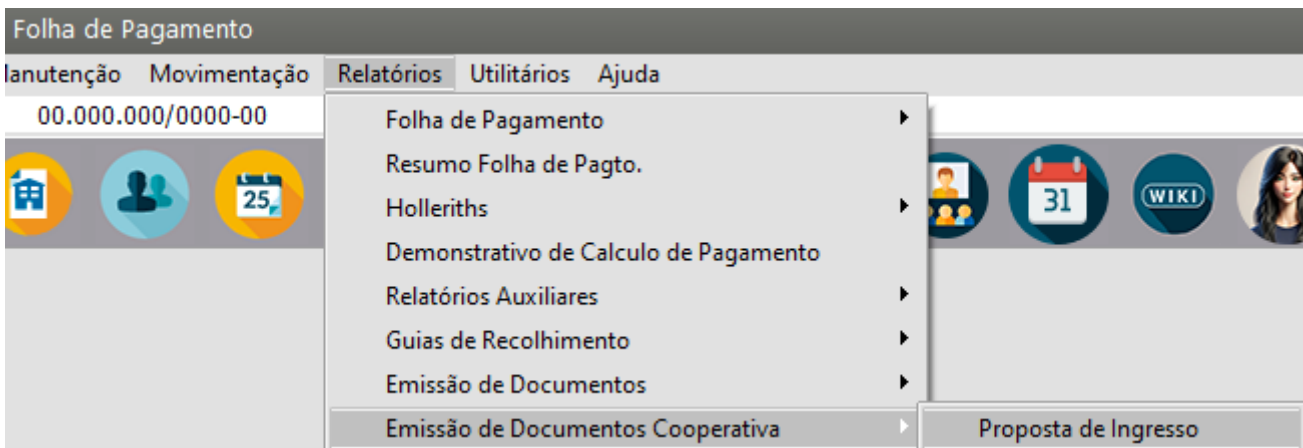 Folha de Pagamento
Manutenção Movimentação Relatórios Utilitários Ajuda
00.000.000/0000-00
Folha de Pagamento
Resumo Folha de Pagto.
Holleriths
Demonstrativo de Calculo de Pagamento
Relatórios Auxiliares
Guias de Recolhimento
Emissão de Documentos
Emissão de Documentos Cooperativa
Proposta de Ingresso
25
31
WIKI